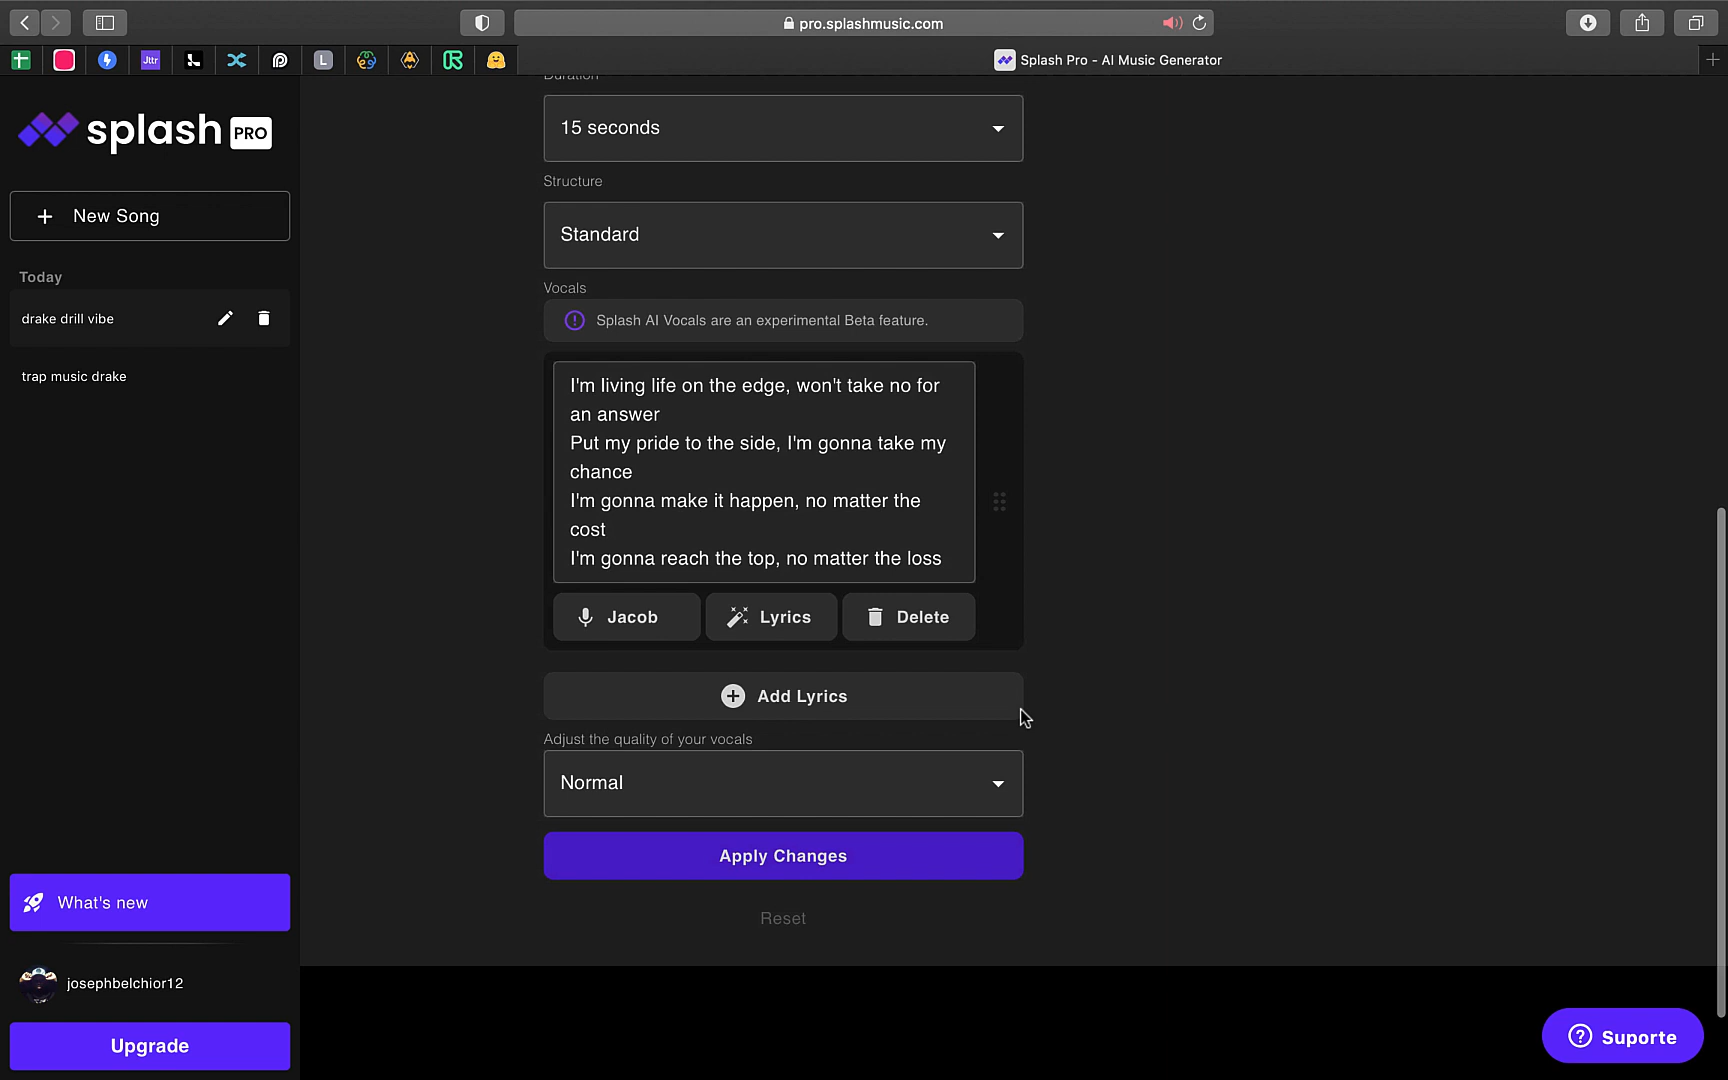 pro.splashmusic.com
Jttr
L
Splash Pro - AI Music Generator
splash PRO
New Song
Today
drake drill vibe
trap music drake
What's new
josephbelchior12
Upgrade
Duration
15 seconds
Structure
Standard
Vocals
Splash AI Vocals are an experimental Beta feature.
I'm living life on the edge, won't take no for
an answer
Put my pride to the side, I'm gonna take my
chance
I'm gonna make it happen, no matter the
cost
I'm gonna reach the top, no matter the loss
Jacob
Lyrics
Delete
Add Lyrics
Adjust the quality of your vocals
Normal
Apply Changes
Reset
Suporte